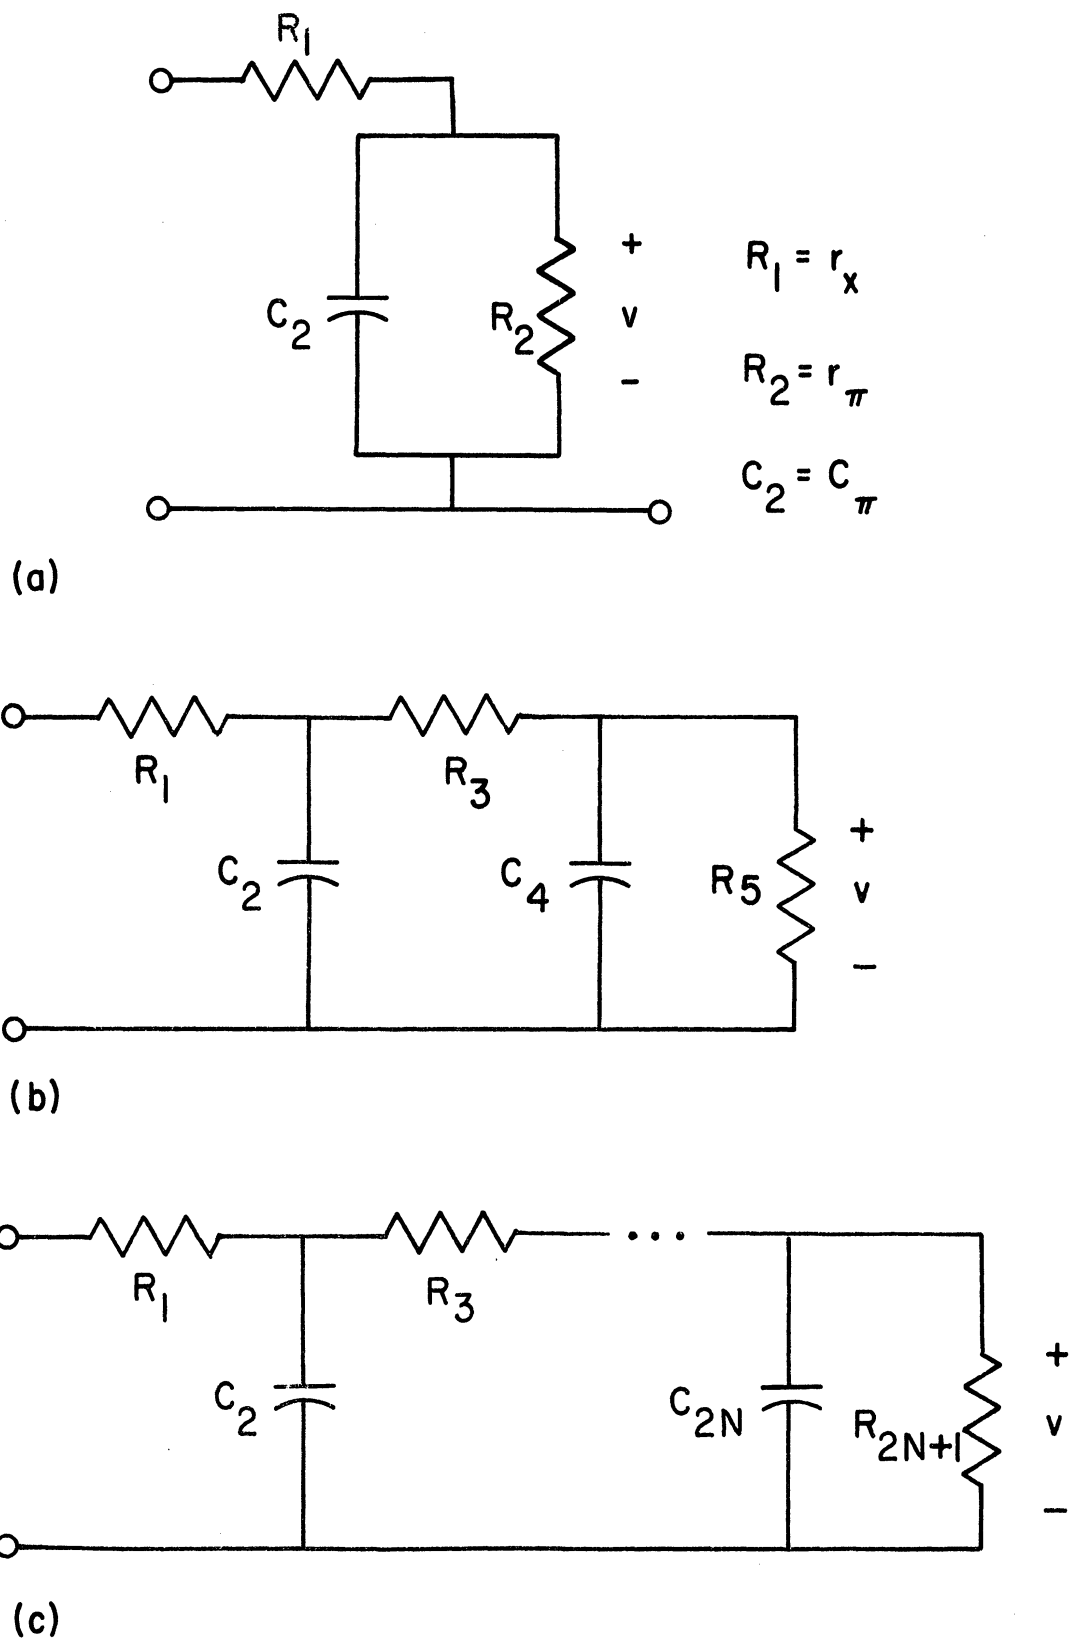 R1
C2
R2
+
v
-
R1 = rx
R2 = rπ
C2 = Cπ
(a)
R1
R3
C2
C4
R5
+
v
-
(b)
R1
R3
...
C2
C2N
R2N+1
+
v
-
(c)